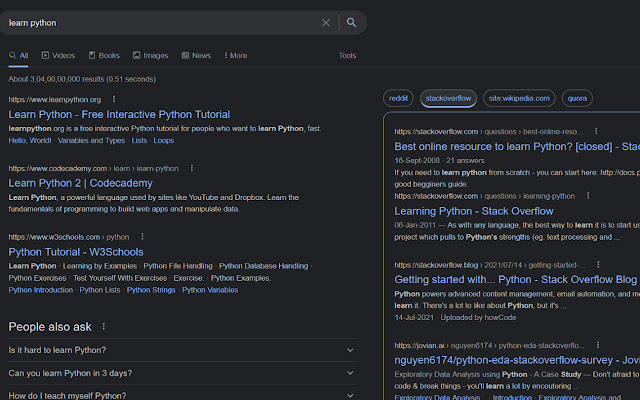 learn python
All Videos Books Images News More Tools
About 3,04,00,00,000 results (0.51 seconds)
https://www.learnpython.org
Learn Python - Free Interactive Python Tutorial
learnpython.org is a free interactive Python tutorial for people who want to learn Python, fast.
Hello, World! · Variables and Types · Lists · Loops
https://www.codecademy.com › learn › learn-python
Learn Python 2 | Codecademy
Learn Python, a powerful language used by sites like YouTube and Dropbox. Learn the
fundamentals of programming to build web apps and manipulate data.
https://www.w3schools.com › python
Python Tutorial - W3Schools
Learn Python · Learning by Examples · Python File Handling · Python Database Handling ·
Python Exercises · Test Yourself With Exercises · Exercise: · Python Examples.
Python Introduction · Python Lists · Python Strings · Python Variables
People also ask
Is it hard to learn Python?
Can you learn Python in 3 days?
How do I teach myself Python?
reddit stackoverflow site:wikipedia.com quora
https://stackoverflow.com › questions › best-online-reso...
Best online resource to learn Python? [closed] - Stac
16-Sept-2008 · 21 answers
If you need to learn python from scratch - you can start here: http://docs.p
good begginers guide.
https://stackoverflow.com › questions › learning-python
Learning Python - Stack Overflow
06-Jan-2011 — As with any language, the best way to learn it is to start us
project which pulls to Python's strengths (eg. text processing and ...
https://stackoverflow.blog › 2021/07/14 › getting-started-...
Getting started with... Python - Stack Overflow Blog
Python powers advanced content management, email automation, and mo
learn it. There's a lot to like about Python, but it's ...
14-Jul-2021 · Uploaded by howCode
https://jovian.ai › nguyen6174 › python-eda-stackoverflo...
nguyen6174/python-eda-stackoverflow-survey - Jovi
Exploratory Data Analysis using Python - A Case Study — Don't afraid to
code & break things - you'll learn a lot by encoutering ...
Exploratory Data Analysis ... · Introduction · Exploratory Analysis and